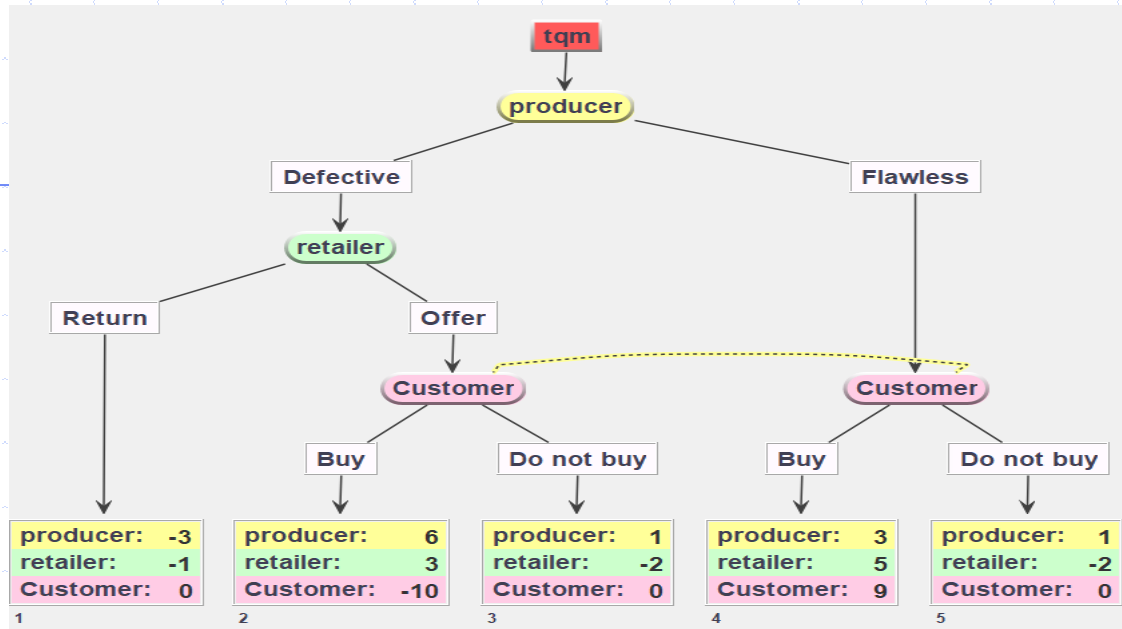 tqm
producer
Defective Flawless
retailer
Return Offer
Customer Customer
Buy Do not buy Buy Do not buy
producer: -3 producer: 6 producer: 1 producer: 3 producer: 1
retailer: -1 retailer: 3 retailer: -2 retailer: 5 retailer: -2
Customer: 0 Customer: -10 Customer: 0 Customer: 9 Customer: 0
1 2 3 4 5